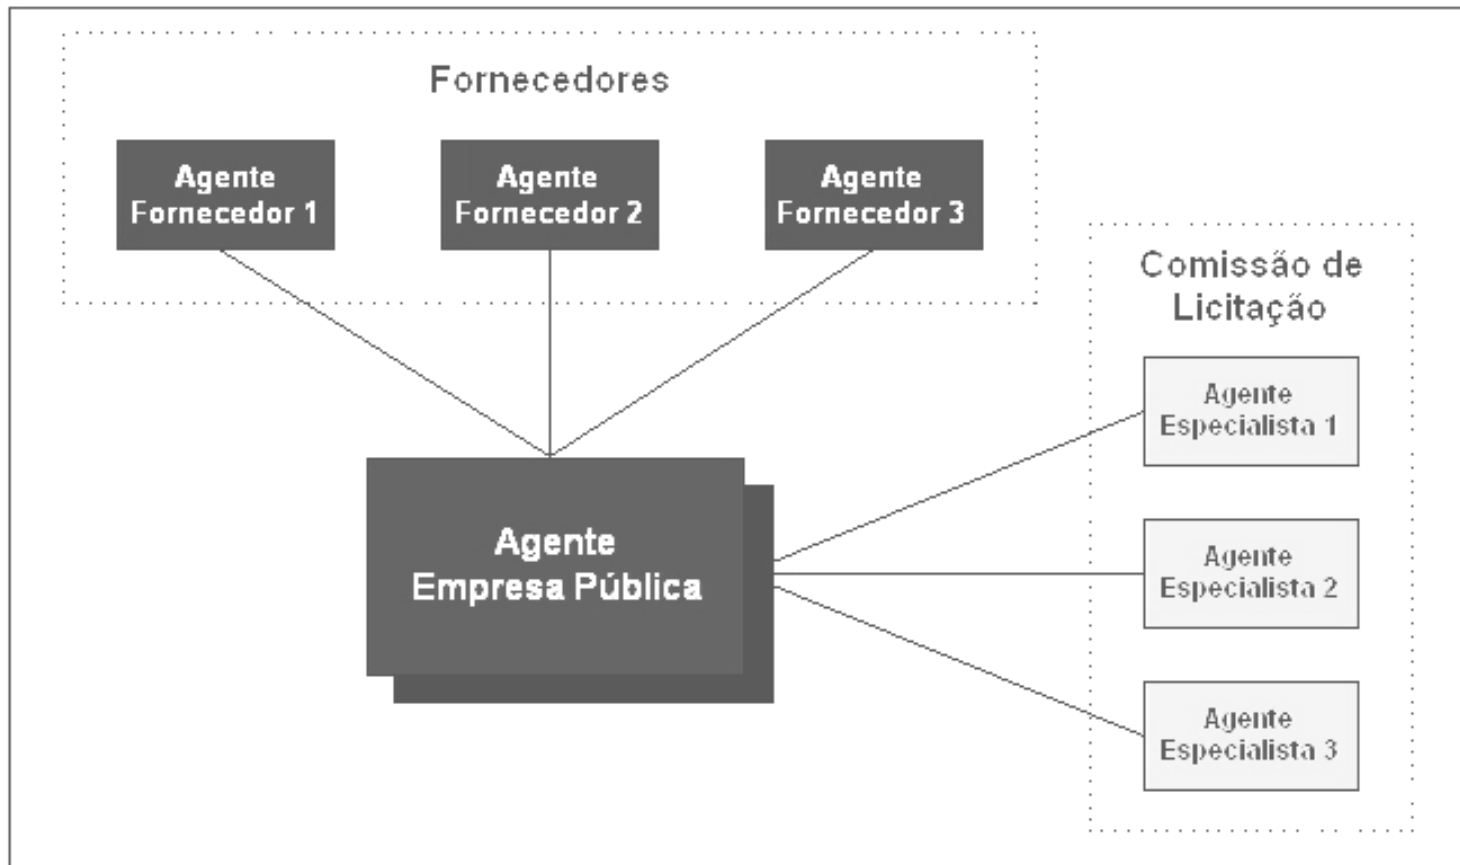 Fornecedores
Agente
Fornecedor 1
Agente
Fornecedor 2
Agente
Fornecedor 3
Comissão de
Licitação
Agente
Especialista 1
Agente
Especialista 2
Agente
Especialista 3
Agente
Empresa Pública